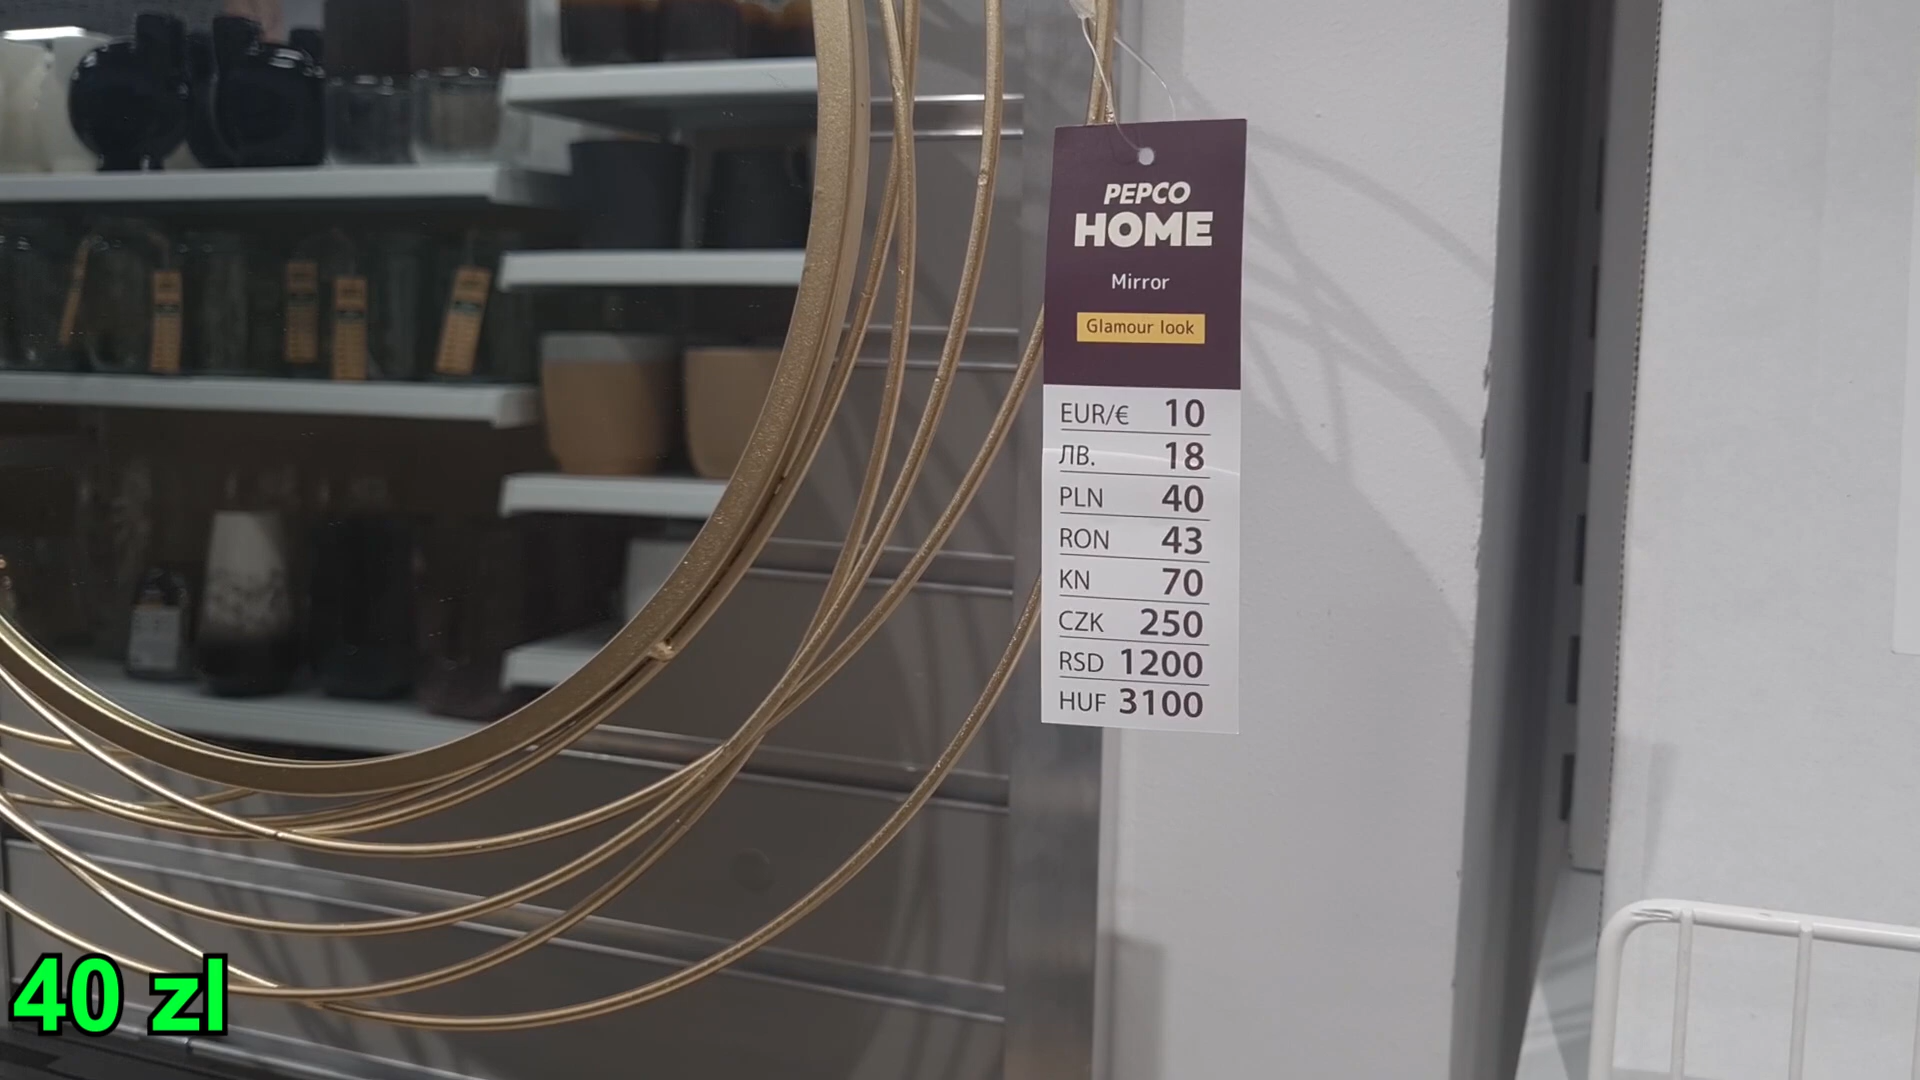 PEPCO
HOME
Mirror
Glamour look
EUR/€ 10
ЛВ. 18
PLN 40
RON 43
KN 70
CZK 250
RSD 1200
HUF 3100
40 zl